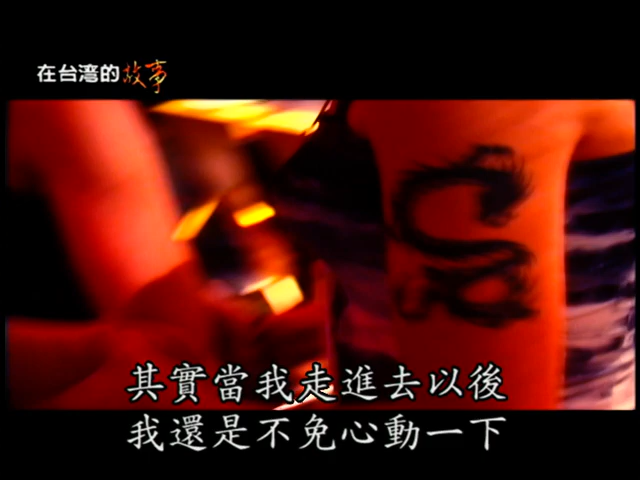 在台湾的故事
其實當我走進去以後
我還是不免心動一下